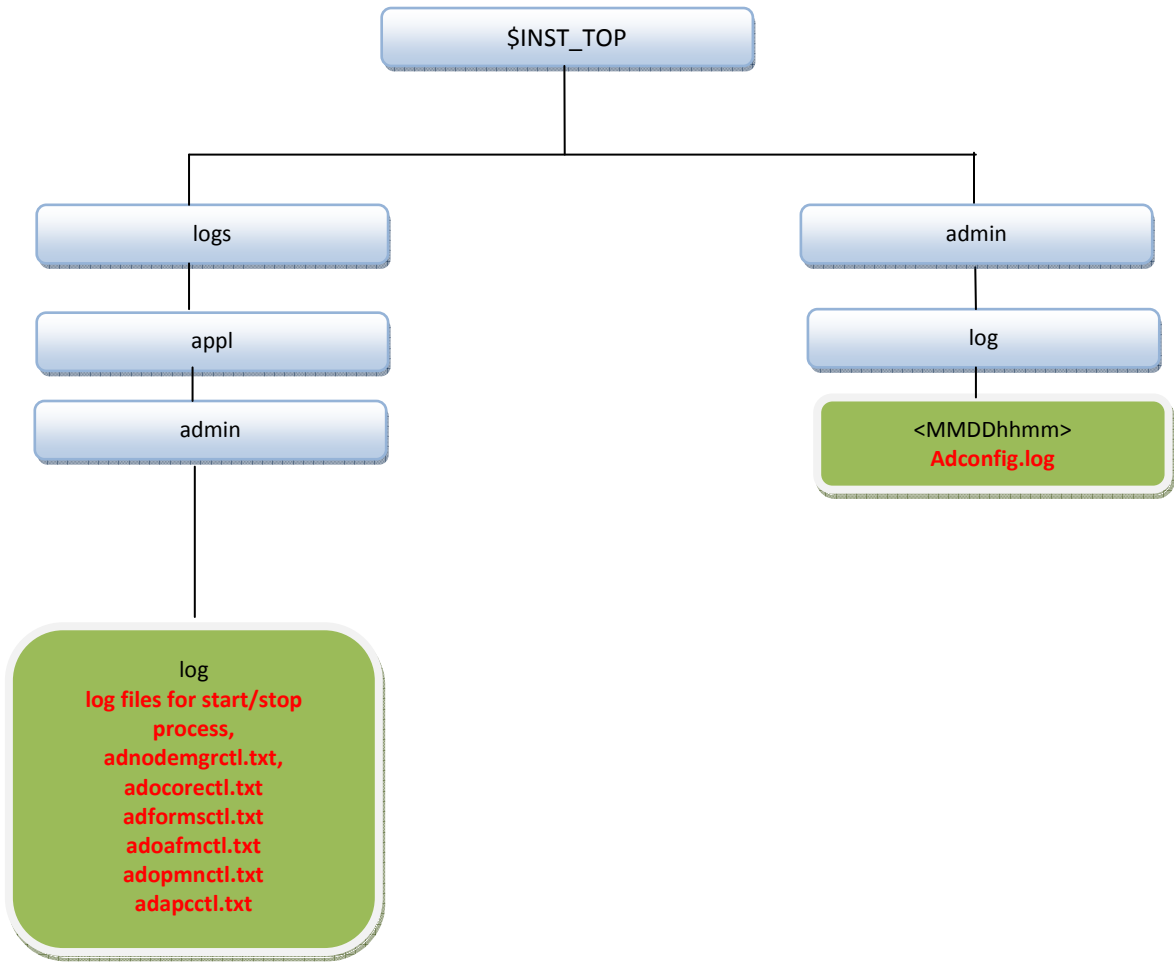 $INST_TOP
logs
admin
appl
log
admin
<MMDDhhmm>
Adconfig.log
log
log files for start/stop
process,
adnodemgrctl.txt,
adocorectl.txt
adformsctl.txt
adoafmctl.txt
adopmnctl.txt
adapcctl.txt